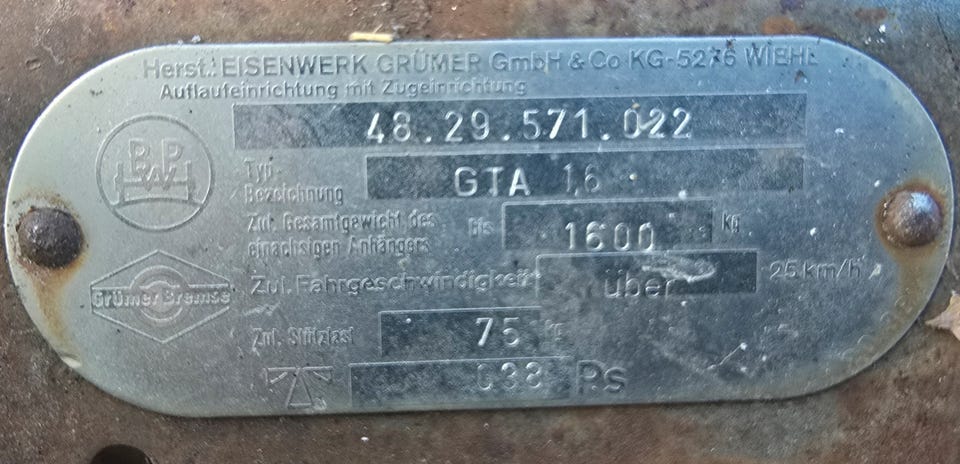 Herst.: EISENWERK GRÜMER GmbH & Co KG-5276 WIEHL
Auflaufeinrichtung mit Zugeinrichtung
48.29.571.022
BPW
Typ
Bezeichnung GTA 16
Zul. Gesamtgewicht des
einachsigen Anhängers bis 1600 kg
Grümer Bremse
Zul. Fahrgeschwindigkeit über 25 km/h
Zul. Stützlast 75 kg
038 Ps